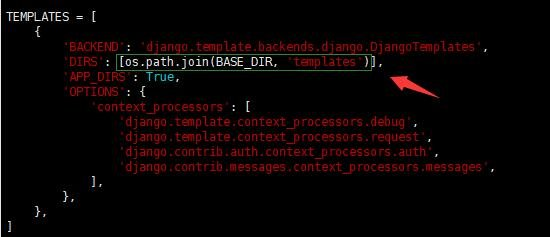 TEMPLATES = [
    {
        'BACKEND': 'django.template.backends.django.DjangoTemplates',
        'DIRS': [os.path.join(BASE_DIR, 'templates')],
        'APP_DIRS': True,
        'OPTIONS': {
            'context_processors': [
                'django.template.context_processors.debug',
                'django.template.context_processors.request',
                'django.contrib.auth.context_processors.auth',
                'django.contrib.messages.context_processors.messages',
            ],
        },
    },
]